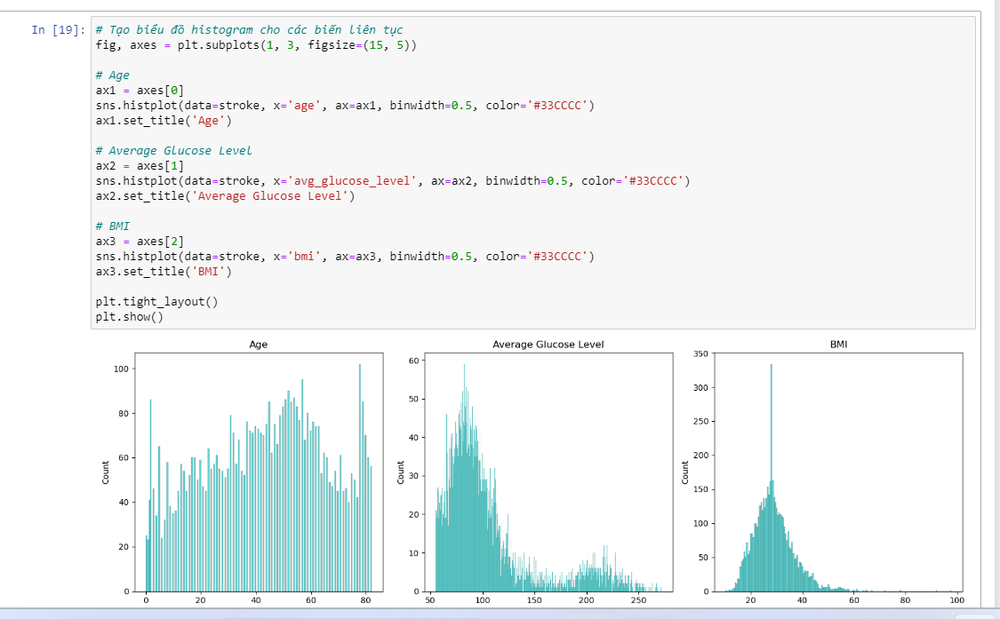 In [19]:
# Tạo biểu đồ histogram cho các biến liên tục
fig, axes = plt.subplots(1, 3, figsize=(15, 5))
# Age
ax1 = axes[0]
sns.histplot(data=stroke, x='age', ax=ax1, binwidth=0.5, color='#33CCCC')
ax1.set_title('Age')
# Average Glucose Level
ax2 = axes[1]
sns.histplot(data=stroke, x='avg_glucose_level', ax=ax2, binwidth=0.5, color='#33CCCC')
ax2.set_title('Average Glucose Level')
# BMI
ax3 = axes[2]
sns.histplot(data=stroke, x='bmi', ax=ax3, binwidth=0.5, color='#33CCCC')
ax3.set_title('BMI')
plt.tight_layout()
plt.show()
Age
100
80
60
40
20
0
Count
0 20 40 60 80
Average Glucose Level
60
50
40
30
20
10
0
Count
50 100 150 200 250
BMI
350
300
250
200
150
100
50
0
Count
20 40 60 80 100